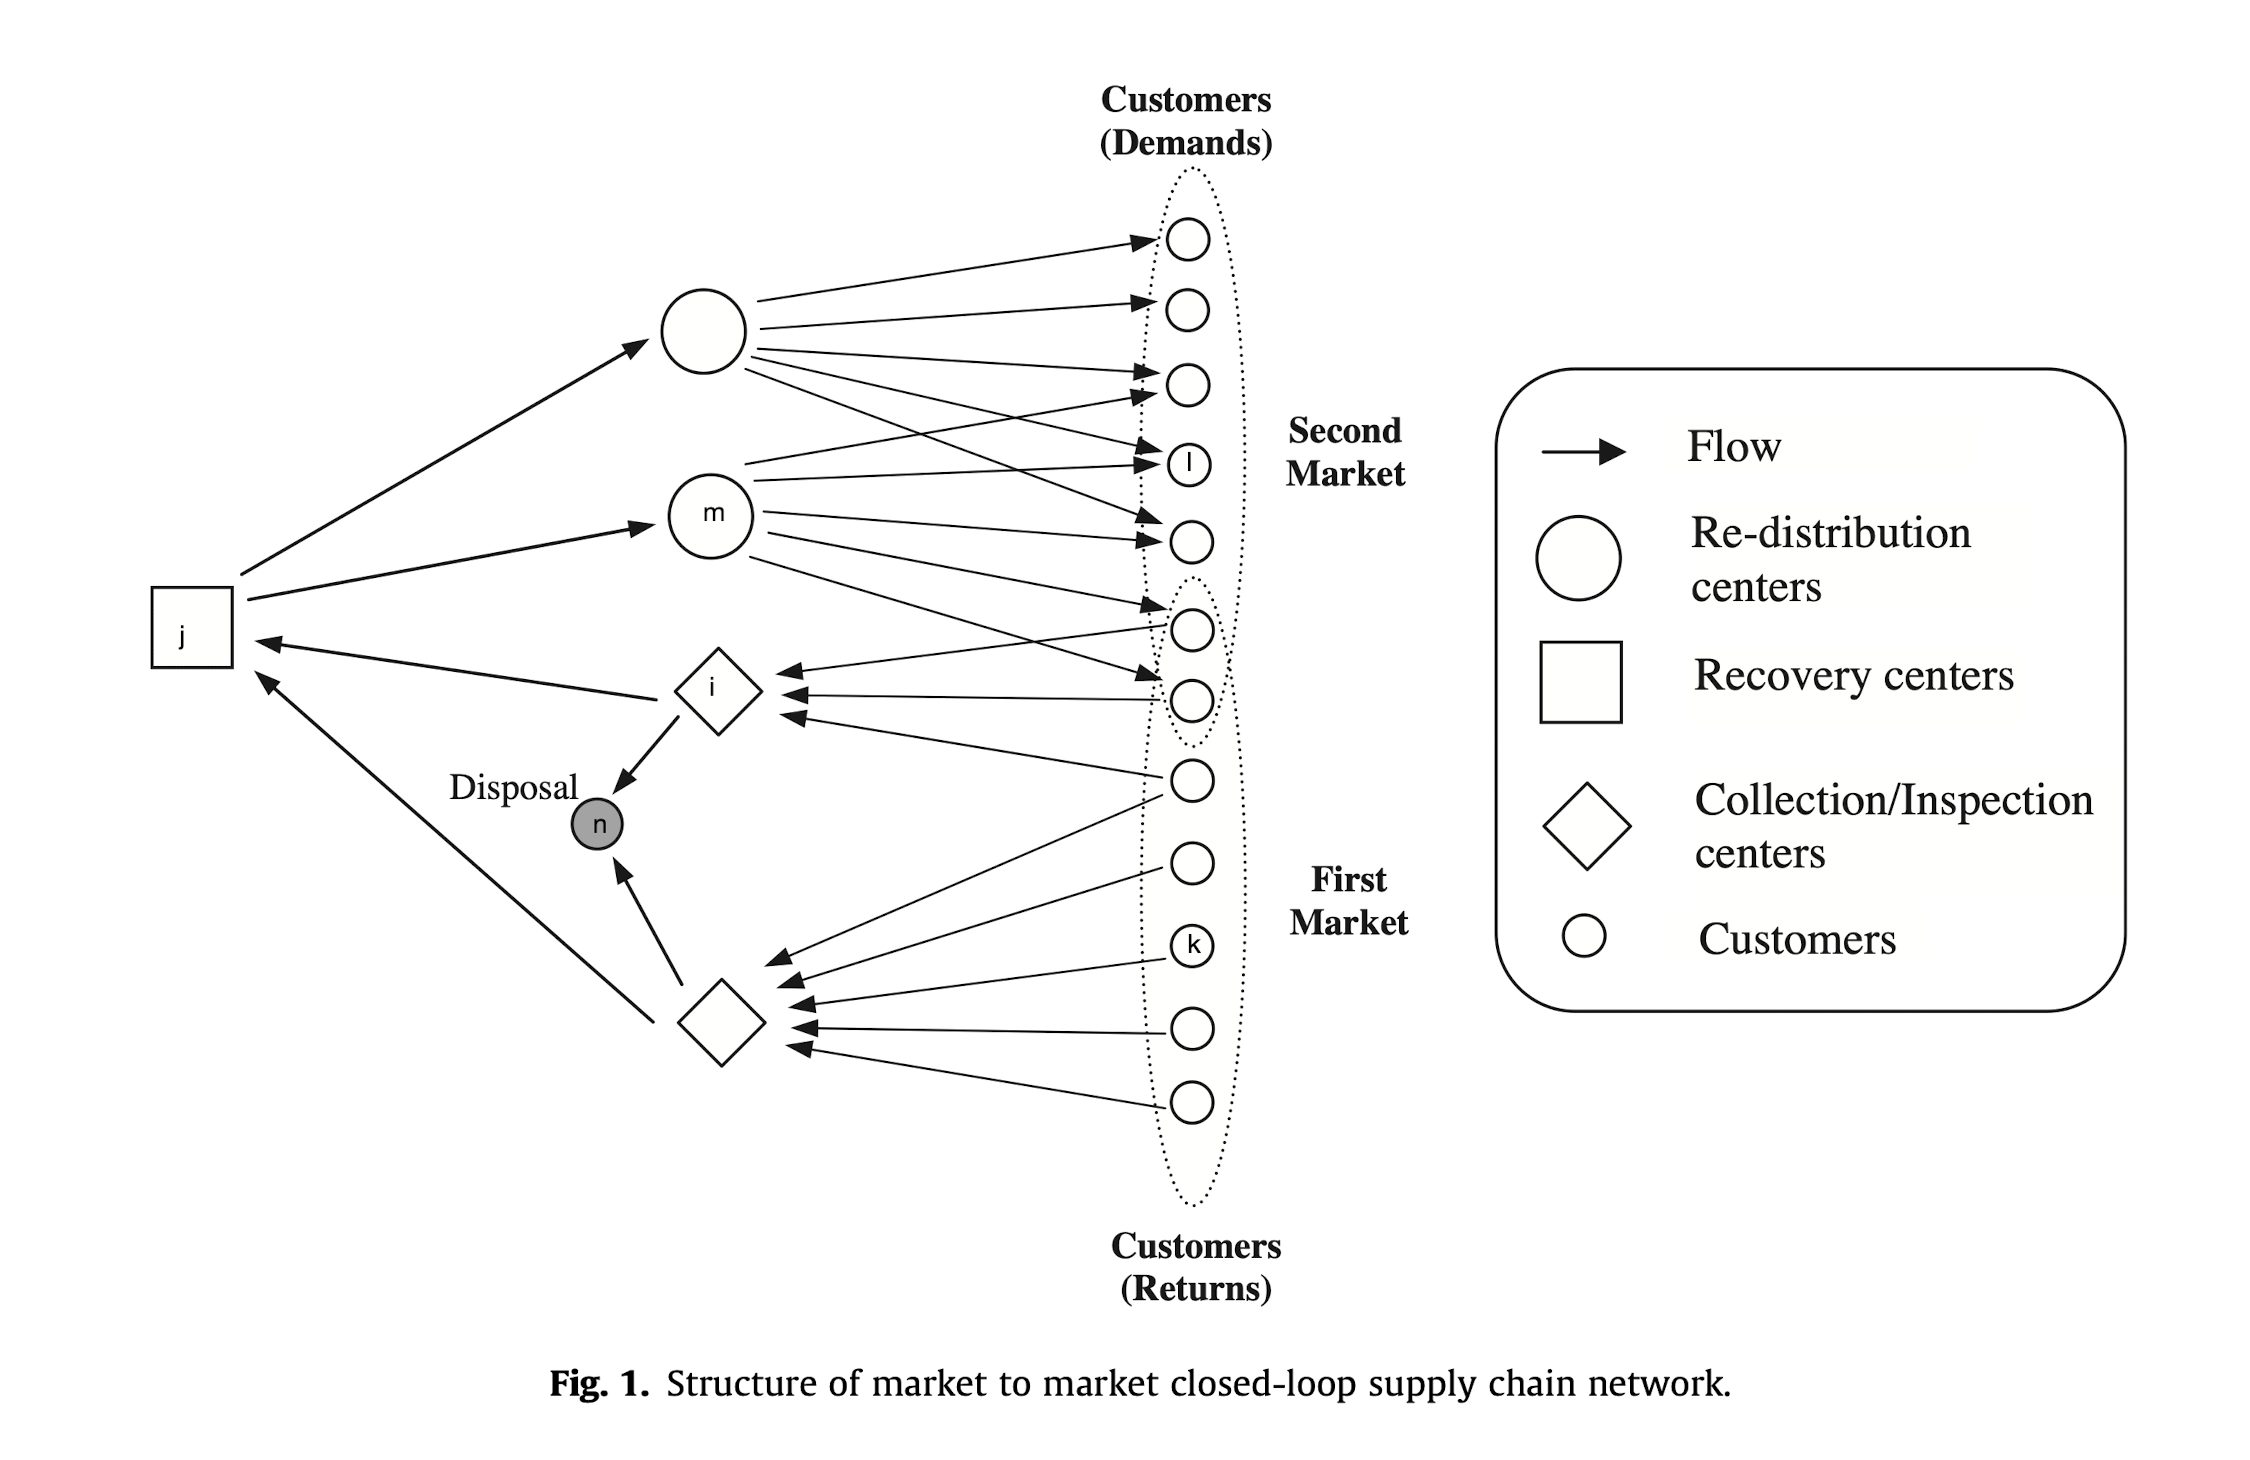 Customers
(Demands)
l
Second
Market
m
j
i
Disposal
n
First
Market
k
Customers
(Returns)
Flow
Re-distribution
centers
Recovery centers
Collection/Inspection
centers
Customers
Fig. 1. Structure of market to market closed-loop supply chain network.